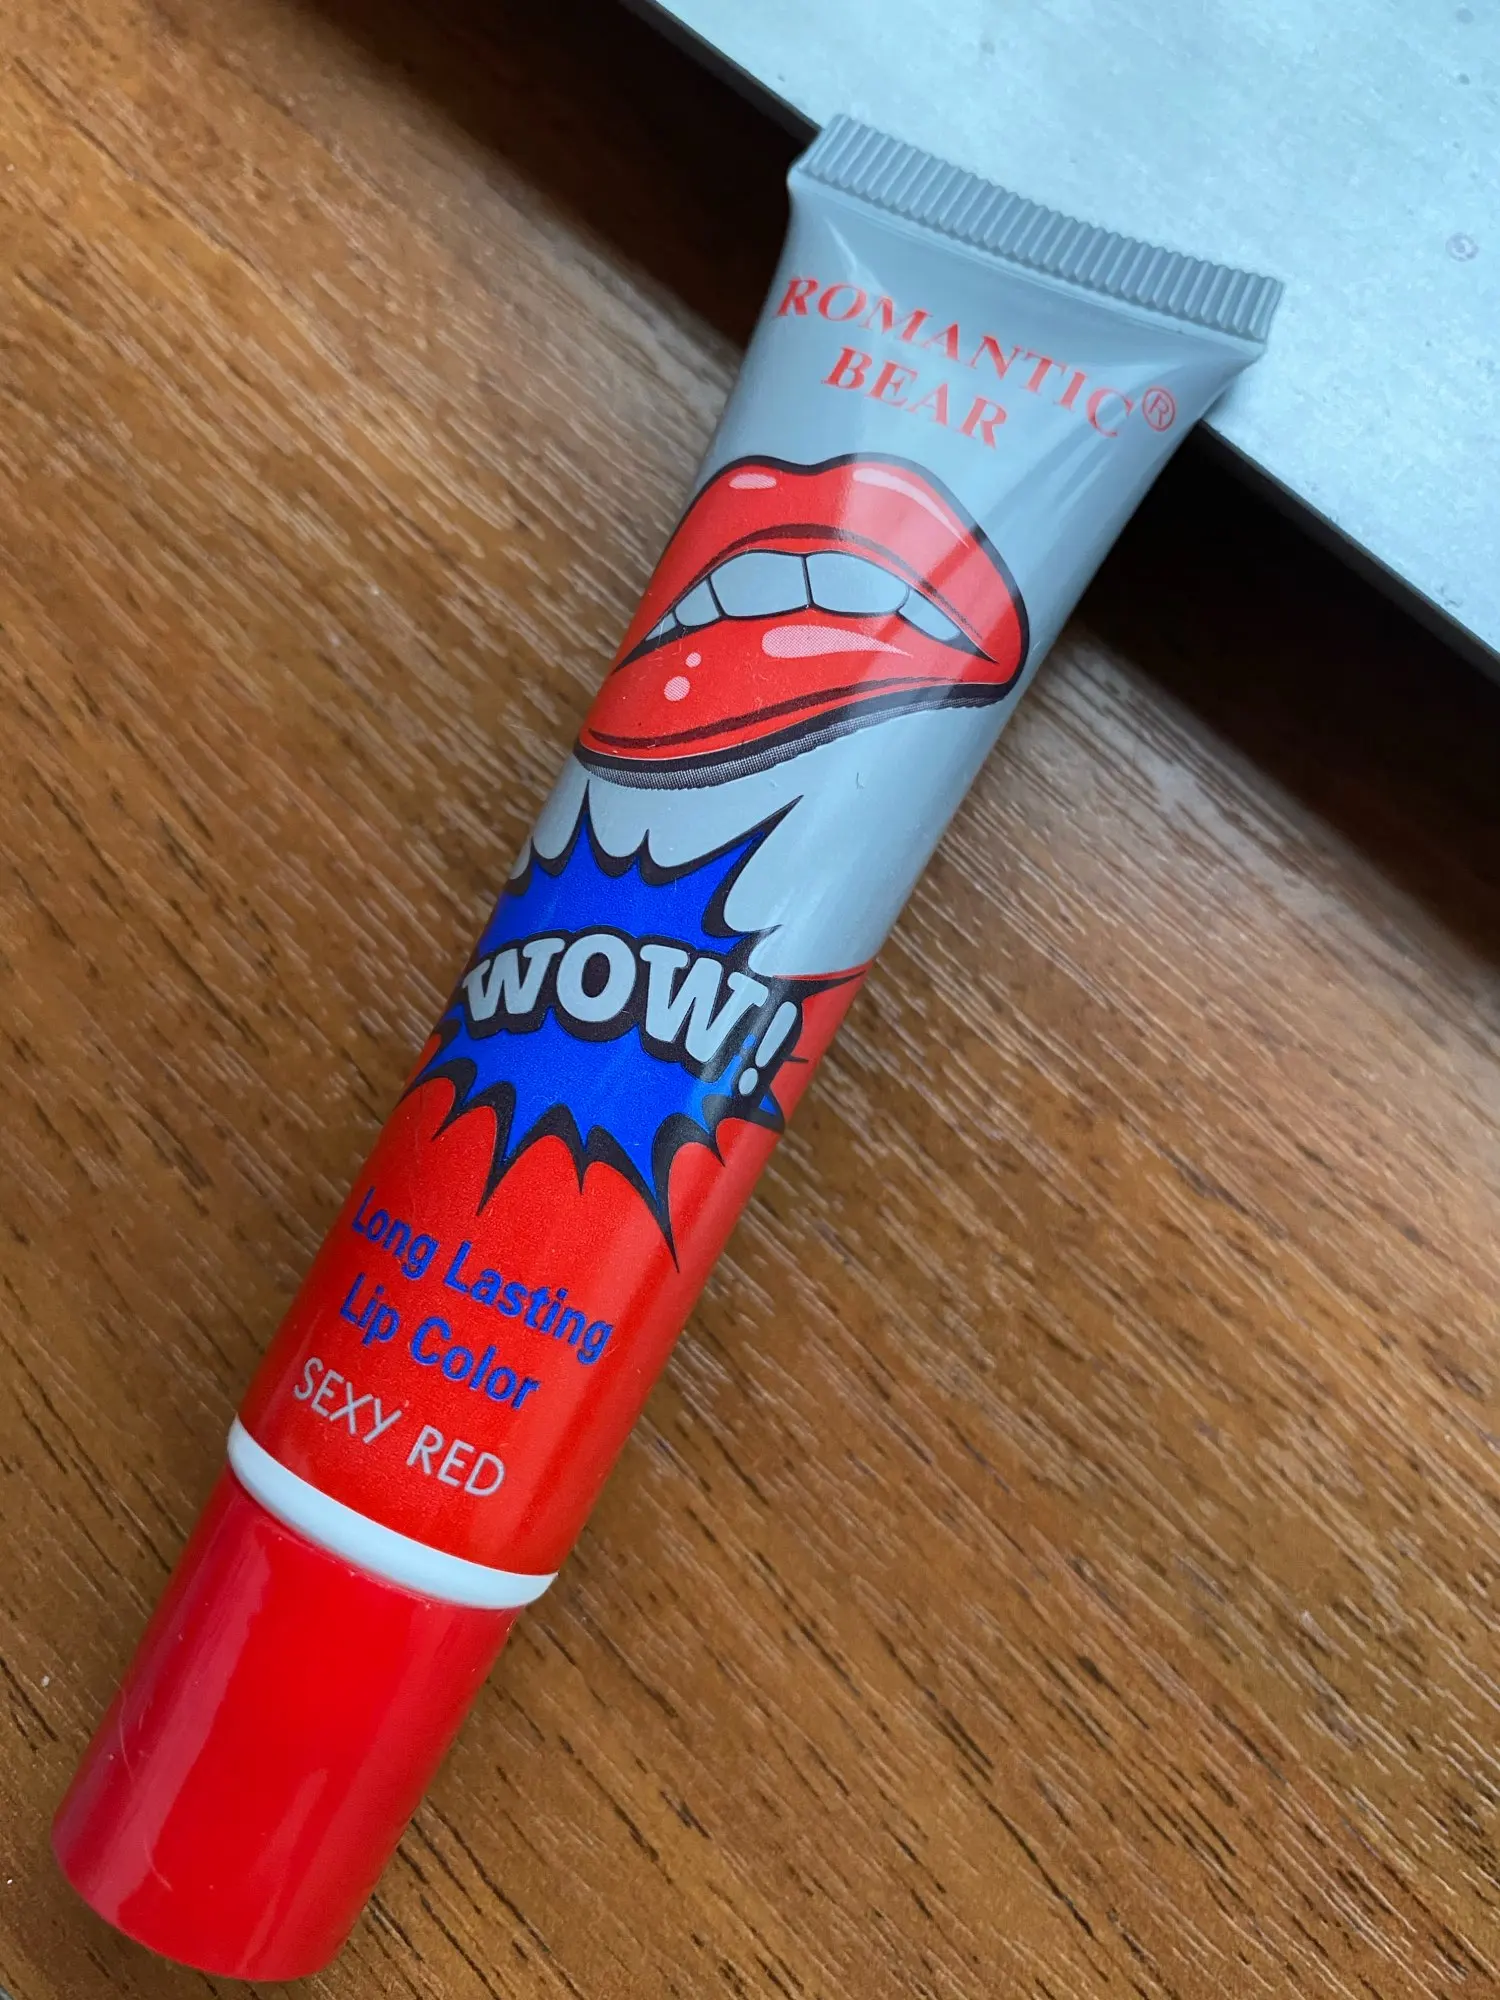 ROMANTIC®
BEAR
WOW!
Long Lasting
Lip Color
SEXY RED